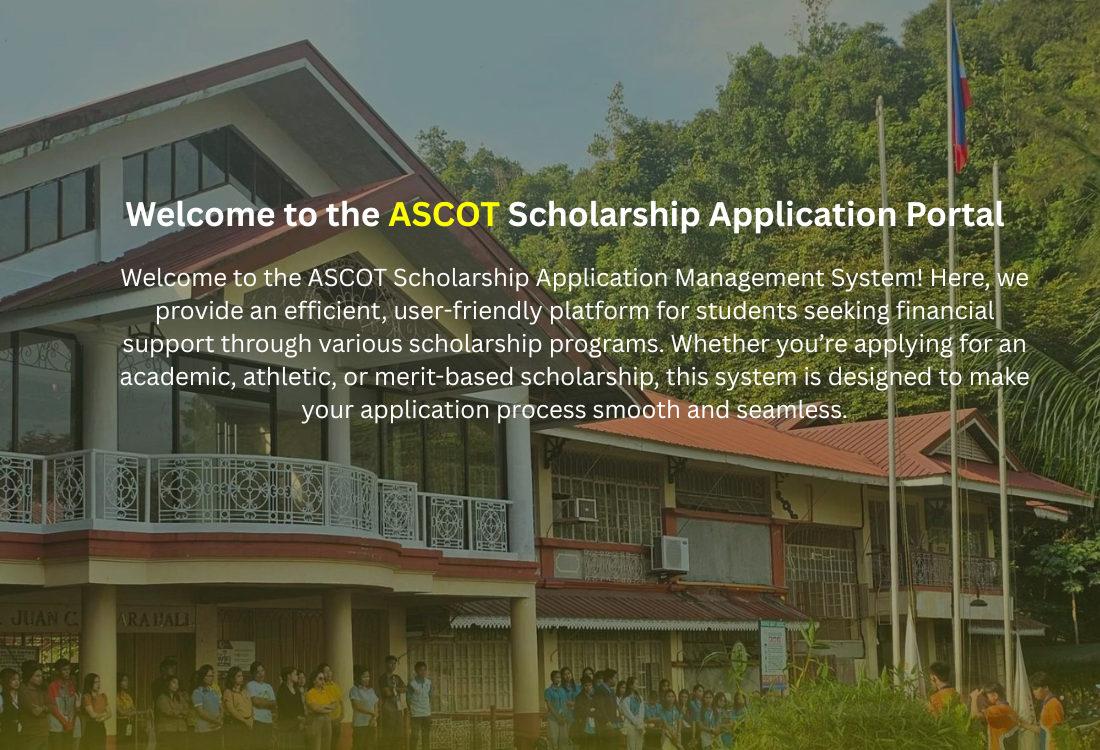 Welcome to the ASCOT Scholarship Application Portal
Welcome to the ASCOT Scholarship Application Management System! Here, we
provide an efficient, user-friendly platform for students seeking financial
support through various scholarship programs. Whether you’re applying for an
academic, athletic, or merit-based scholarship, this system is designed to make
your application process smooth and seamless.
JUAN C.